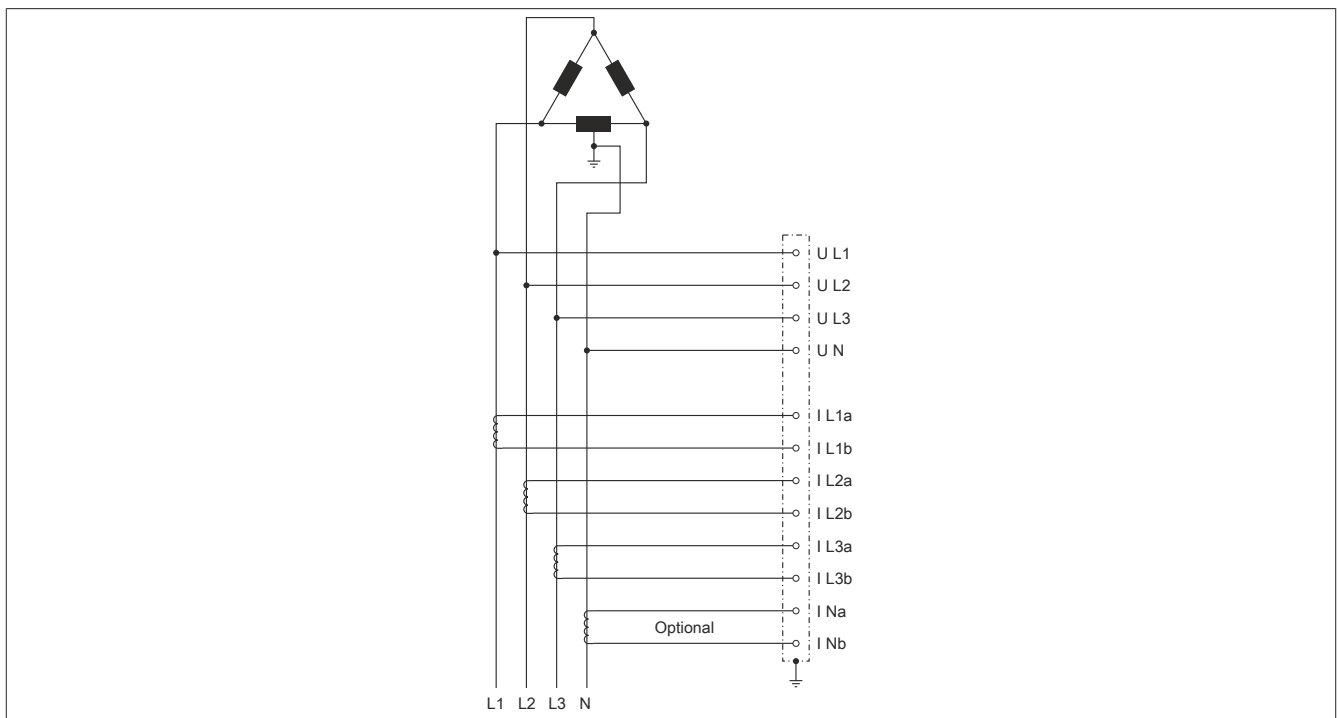 U L1
U L2
U L3
U N
I L1a
I L1b
I L2a
I L2b
I L3a
I L3b
I Na
Optional
I Nb
L1 L2 L3 N